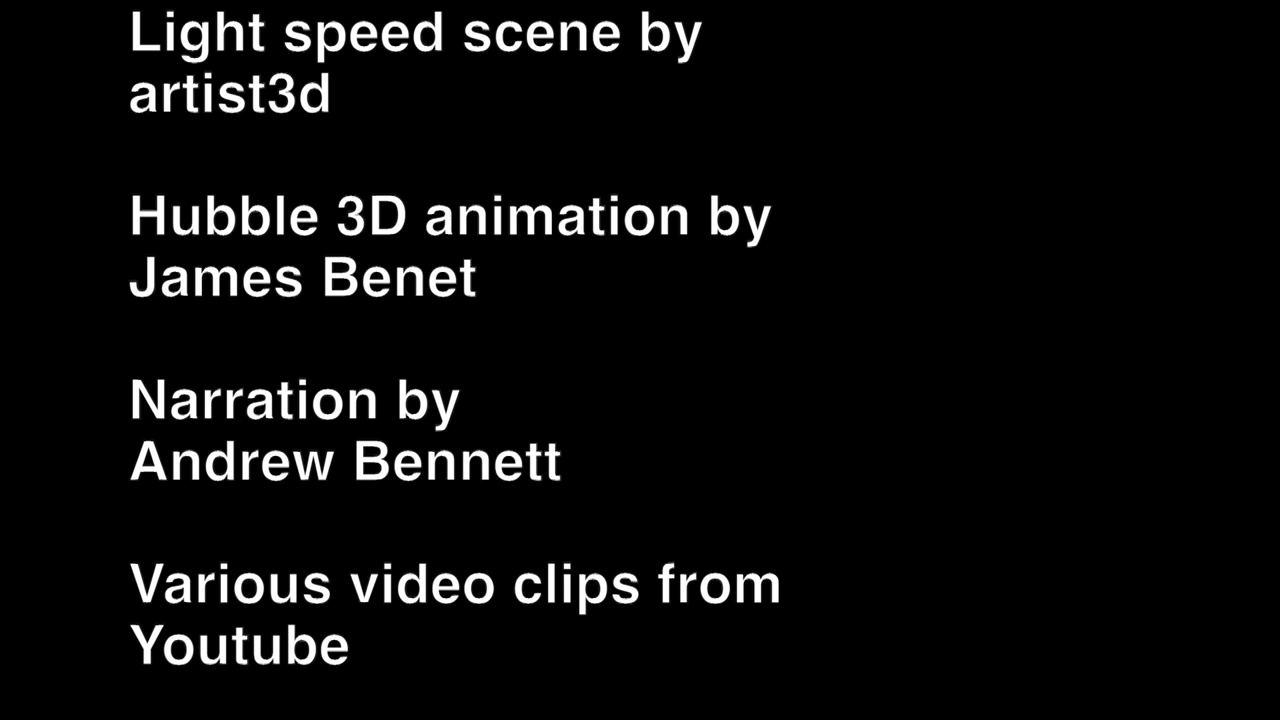 Light speed scene by
artist3d
Hubble 3D animation by
James Benet
Narration by
Andrew Bennett
Various video clips from
Youtube